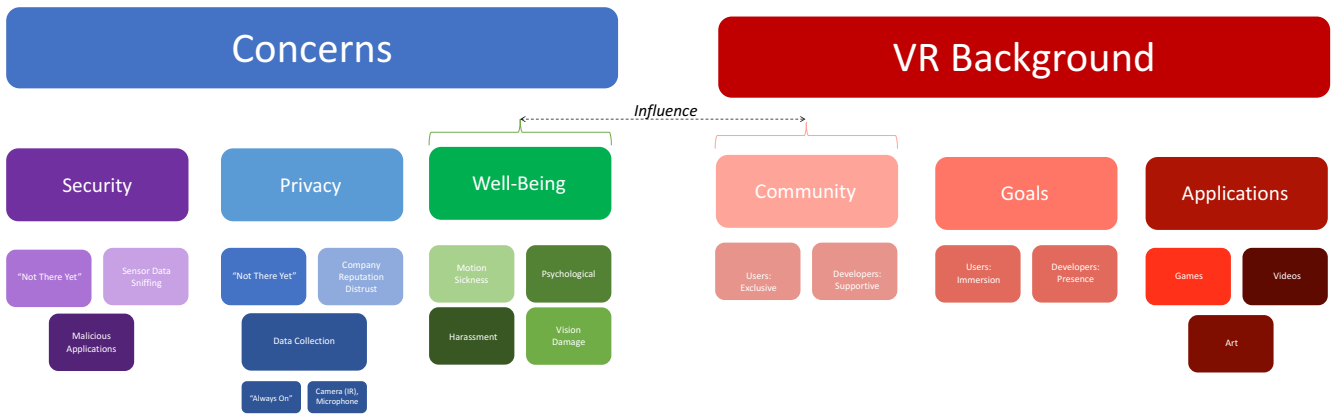 Concerns
VR Background
Influence
Security
Privacy
Well-Being
Community
Goals
Applications
“Not There Yet”
Sensor Data
Sniffing
Malicious
Applications
“Not There Yet”
Company
Reputation
Distrust
Data Collection
“Always On”
Camera (IR),
Microphone
Motion
Sickness
Psychological
Harassment
Vision
Damage
Users:
Exclusive
Developers:
Supportive
Users:
Immersion
Developers:
Presence
Games
Videos
Art